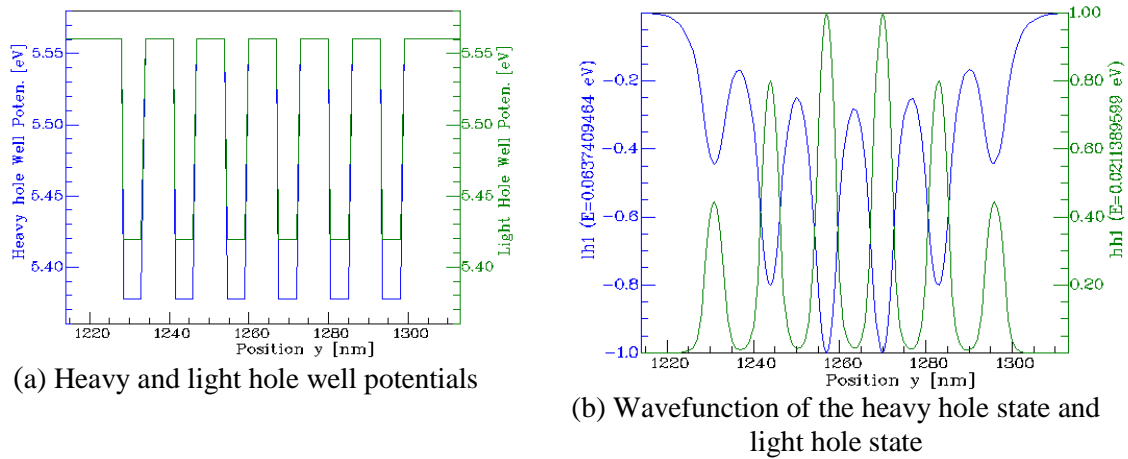 Heavy hole Well Poten. [eV]
5.55
5.50
5.45
5.40
1220 1240 1260 1280 1300
Position y [nm]
5.55
5.50
5.45
5.40
Light Hole Well Poten. [eV]
(a) Heavy and light hole well potentials
lh1 (E=0.0637409464 eV)
-0.2
-0.4
-0.6
-0.8
-1.0
1220 1240 1260 1280 1300
Position y [nm]
1.00
0.80
0.60
0.40
0.20
hh1 (E=0.0211389599 eV)
(b) Wavefunction of the heavy hole state and
light hole state